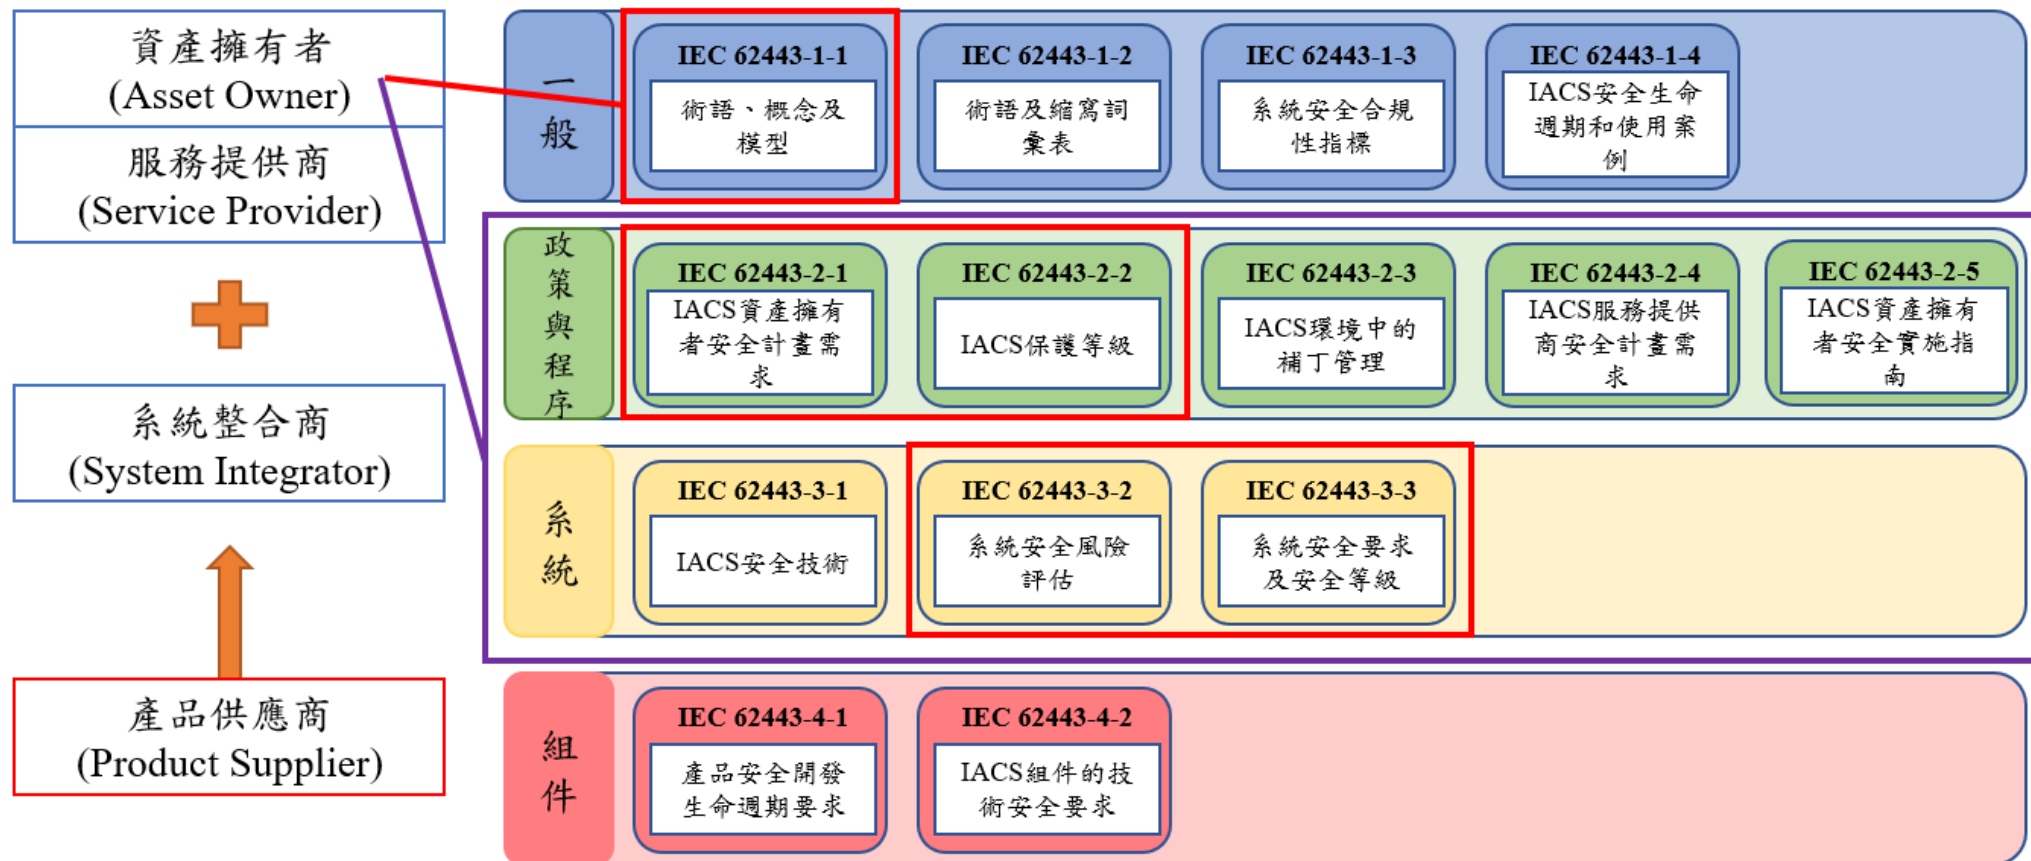 資產擁有者
(Asset Owner)
服務提供商
(Service Provider)
系統整合商
(System Integrator)
產品供應商
(Product Supplier)
一般
IEC 62443-1-1
術語、概念及
模型
IEC 62443-1-2
術語及縮寫詞
彙表
IEC 62443-1-3
系統安全合規
性指標
IEC 62443-1-4
IACS安全生命
週期和使用案
例
政策與程序
IEC 62443-2-1
IACS資產擁有
者安全計畫需
求
IEC 62443-2-2
IACS保護等級
IEC 62443-2-3
IACS環境中的
補丁管理
IEC 62443-2-4
IACS服務提供
商安全計畫需
求
IEC 62443-2-5
IACS資產擁有
者安全實施指
南
系統
IEC 62443-3-1
IACS安全技術
IEC 62443-3-2
系統安全風險
評估
IEC 62443-3-3
系統安全要求
及安全等級
組件
IEC 62443-4-1
產品安全開發
生命週期要求
IEC 62443-4-2
IACS組件的技
術安全要求